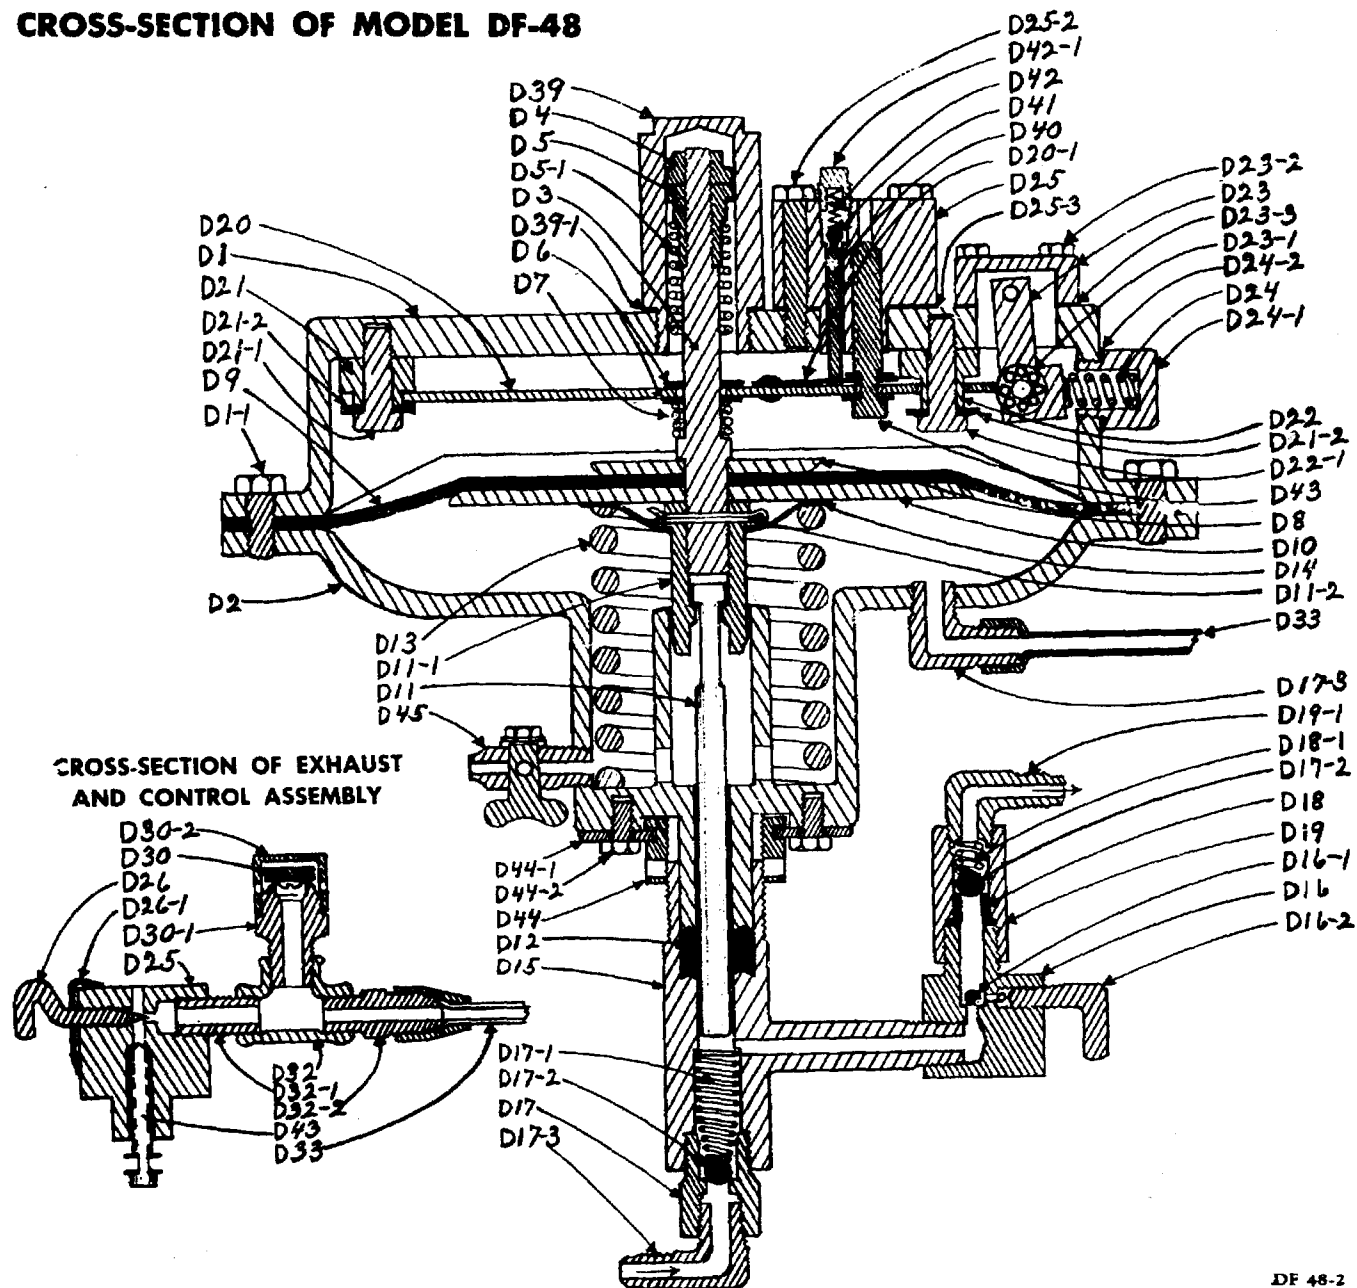 CROSS-SECTION OF MODEL DF-48
D25-2
D42-1
D42
D41
D40
D20-1
D25
D25-3
D39
D4
D5
D5-1
D3
D39-1
D6
D7
D23-2
D23
D23-3
D23-1
D24-2
D24
D24-1
D20
D1
D21
D21-2
D21-1
D9
D1-1
D2
D22
D21-2
D22-1
D43
D8
D10
D14
D11-2
D33
D13
D11-1
D11
D45
D17-3
D19-1
D18-1
D17-2
D18
D19
D16-1
D16
D16-2
CROSS-SECTION OF EXHAUST
AND CONTROL ASSEMBLY
D30-2
D30
D26
D26-1
D30-1
D25
D44-1
D44-2
D44
D12
D15
D32
D32-1
D32-2
D43
D33
D17-1
D17-2
D17
D17-3
DF 48-2